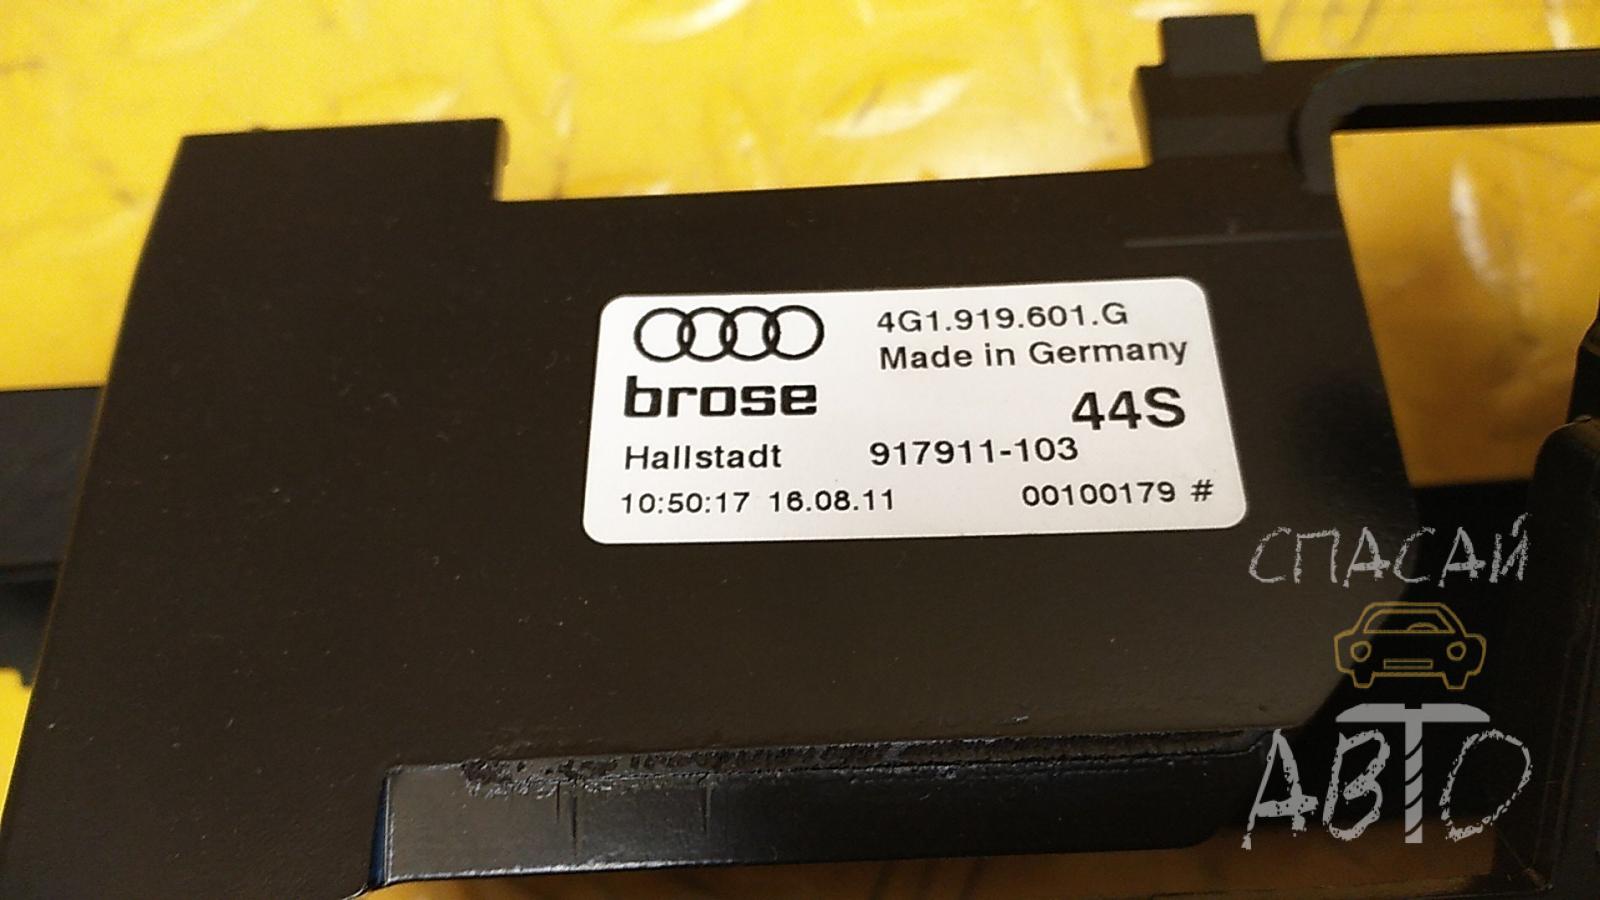 4G1.919.601.G
Made in Germany
brose
44S
Hallstadt 917911-103
10:50:17 16.08.11 00100179 #
СПАСАЙ
АВТО